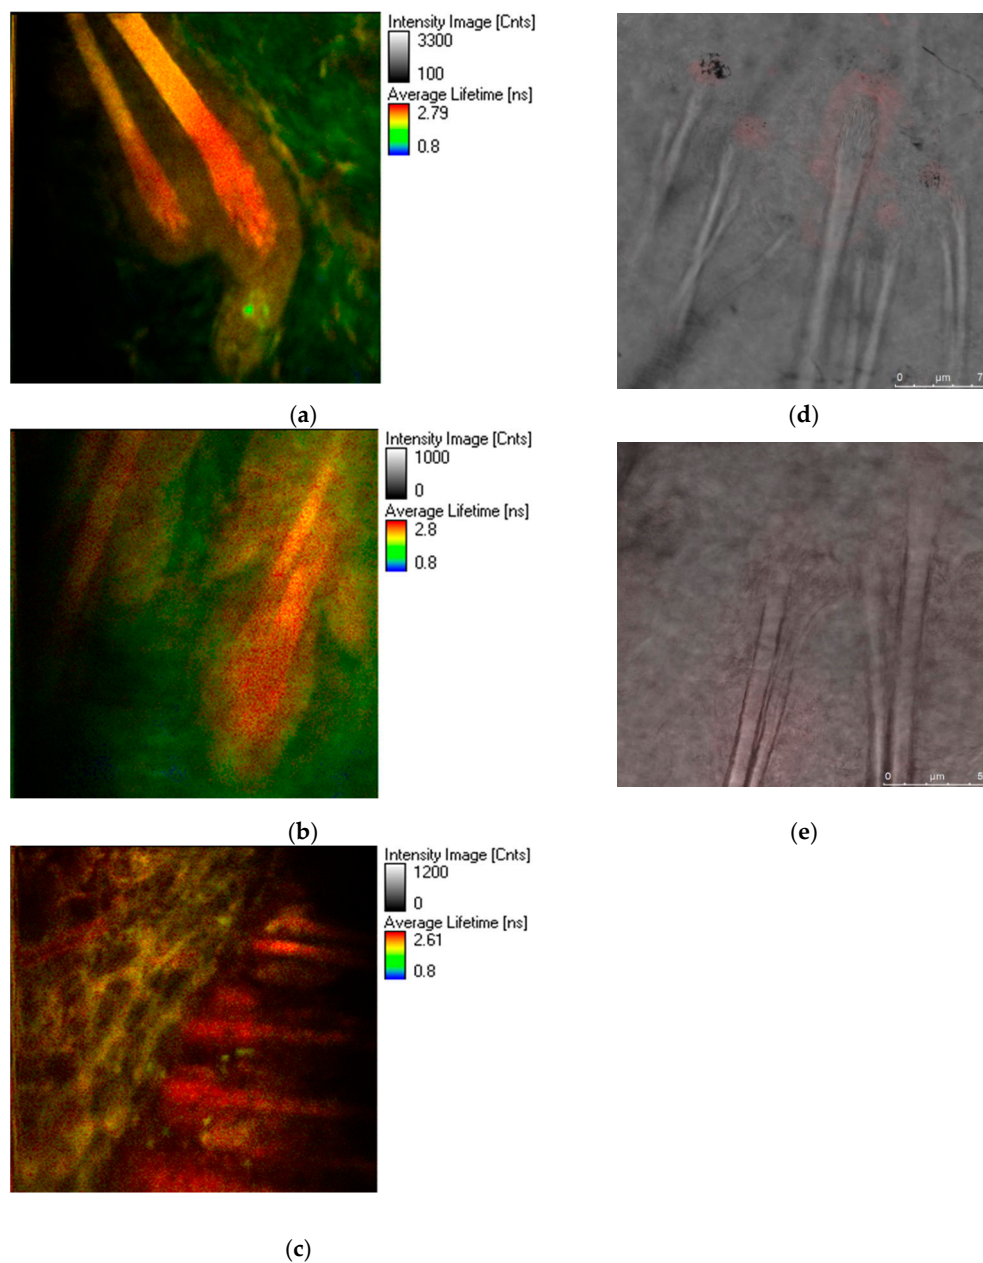 Intensity Image [Cnts]
3300
100
Average Lifetime [ns]
2.79
0.8
(a)
0 µm 7
(d)
Intensity Image [Cnts]
1000
0
Average Lifetime [ns]
2.8
0.8
(b)
0 µm 5
(e)
Intensity Image [Cnts]
1200
0
Average Lifetime [ns]
2.61
0.8
(c)